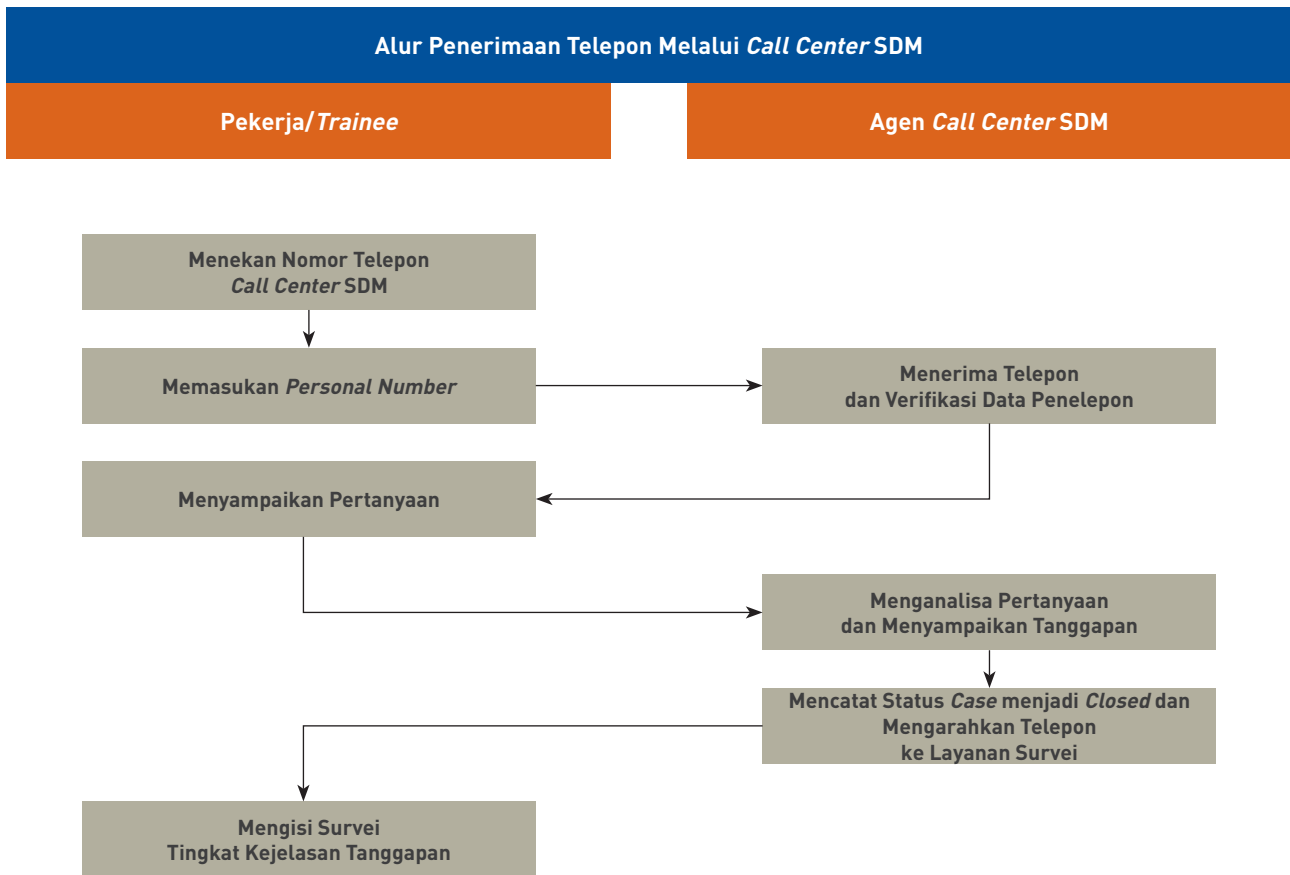 Alur Penerimaan Telepon Melalui Call Center SDM
Pekerja/Trainee
Agen Call Center SDM
Menekan Nomor Telepon
Call Center SDM
Memasukan Personal Number
Menerima Telepon
dan Verifikasi Data Penelepon
Menyampaikan Pertanyaan
Menganalisa Pertanyaan
dan Menyampaikan Tanggapan
Mencatat Status Case menjadi Closed dan
Mengarahkan Telepon
ke Layanan Survei
Mengisi Survei
Tingkat Kejelasan Tanggapan